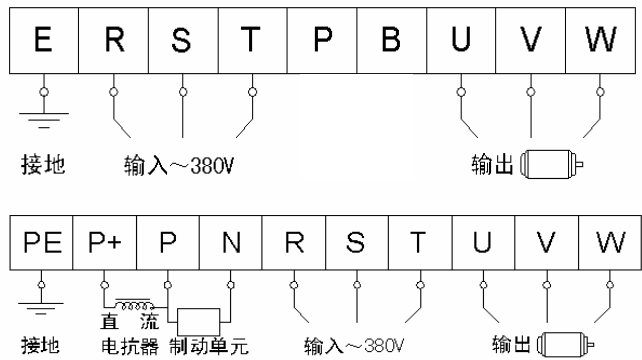 E R S T P B U V W
接地 输入～380V 输出
PE P+ P N R S T U V W
直 流
接地 电抗器 制动单元 输入～380V 输出